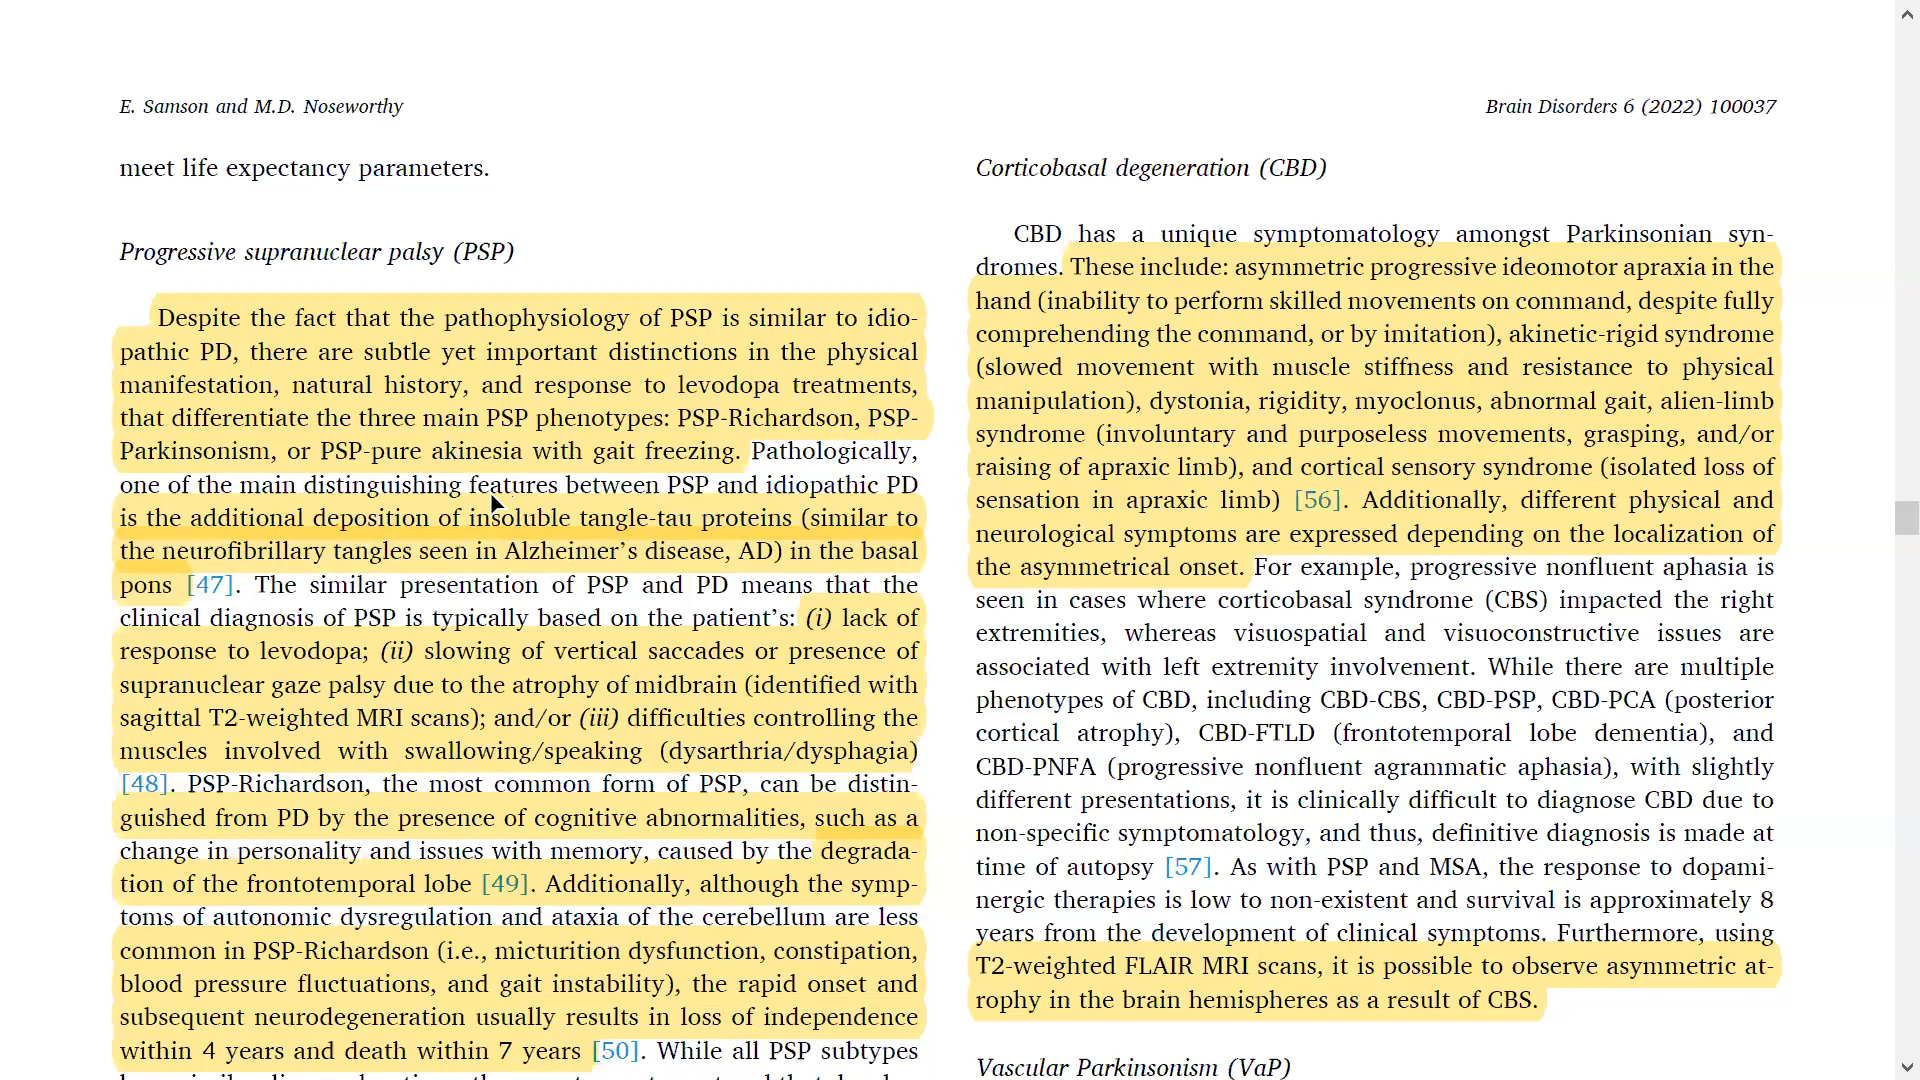 E. Samson and M.D. Noseworthy
Brain Disorders 6 (2022) 100037
meet life expectancy parameters.
Progressive supranuclear palsy (PSP)
Despite the fact that the pathophysiology of PSP is similar to idio-
pathic PD, there are subtle yet important distinctions in the physical
manifestation, natural history, and response to levodopa treatments,
that differentiate the three main PSP phenotypes: PSP-Richardson, PSP-
Parkinsonism, or PSP-pure akinesia with gait freezing. Pathologically,
one of the main distinguishing features between PSP and idiopathic PD
is the additional deposition of insoluble tangle-tau proteins (similar to
the neurofibrillary tangles seen in Alzheimer’s disease, AD) in the basal
pons [47]. The similar presentation of PSP and PD means that the
clinical diagnosis of PSP is typically based on the patient’s: (i) lack of
response to levodopa; (ii) slowing of vertical saccades or presence of
supranuclear gaze palsy due to the atrophy of midbrain (identified with
sagittal T2-weighted MRI scans); and/or (iii) difficulties controlling the
muscles involved with swallowing/speaking (dysarthria/dysphagia)
[48]. PSP-Richardson, the most common form of PSP, can be distin-
guished from PD by the presence of cognitive abnormalities, such as a
change in personality and issues with memory, caused by the degrada-
tion of the frontotemporal lobe [49]. Additionally, although the symp-
toms of autonomic dysregulation and ataxia of the cerebellum are less
common in PSP-Richardson (i.e., micturition dysfunction, constipation,
blood pressure fluctuations, and gait instability), the rapid onset and
subsequent neurodegeneration usually results in loss of independence
within 4 years and death within 7 years [50]. While all PSP subtypes
Corticobasal degeneration (CBD)
CBD has a unique symptomatology amongst Parkinsonian syn-
dromes. These include: asymmetric progressive ideomotor apraxia in the
hand (inability to perform skilled movements on command, despite fully
comprehending the command, or by imitation), akinetic-rigid syndrome
(slowed movement with muscle stiffness and resistance to physical
manipulation), dystonia, rigidity, myoclonus, abnormal gait, alien-limb
syndrome (involuntary and purposeless movements, grasping, and/or
raising of apraxic limb), and cortical sensory syndrome (isolated loss of
sensation in apraxic limb) [56]. Additionally, different physical and
neurological symptoms are expressed depending on the localization of
the asymmetrical onset. For example, progressive nonfluent aphasia is
seen in cases where corticobasal syndrome (CBS) impacted the right
extremities, whereas visuospatial and visuoconstructive issues are
associated with left extremity involvement. While there are multiple
phenotypes of CBD, including CBD-CBS, CBD-PSP, CBD-PCA (posterior
cortical atrophy), CBD-FTLD (frontotemporal lobe dementia), and
CBD-PNFA (progressive nonfluent agrammatic aphasia), with slightly
different presentations, it is clinically difficult to diagnose CBD due to
non-specific symptomatology, and thus, definitive diagnosis is made at
time of autopsy [57]. As with PSP and MSA, the response to dopami-
nergic therapies is low to non-existent and survival is approximately 8
years from the development of clinical symptoms. Furthermore, using
T2-weighted FLAIR MRI scans, it is possible to observe asymmetric at-
rophy in the brain hemispheres as a result of CBS.
Vascular Parkinsonism (VaP)